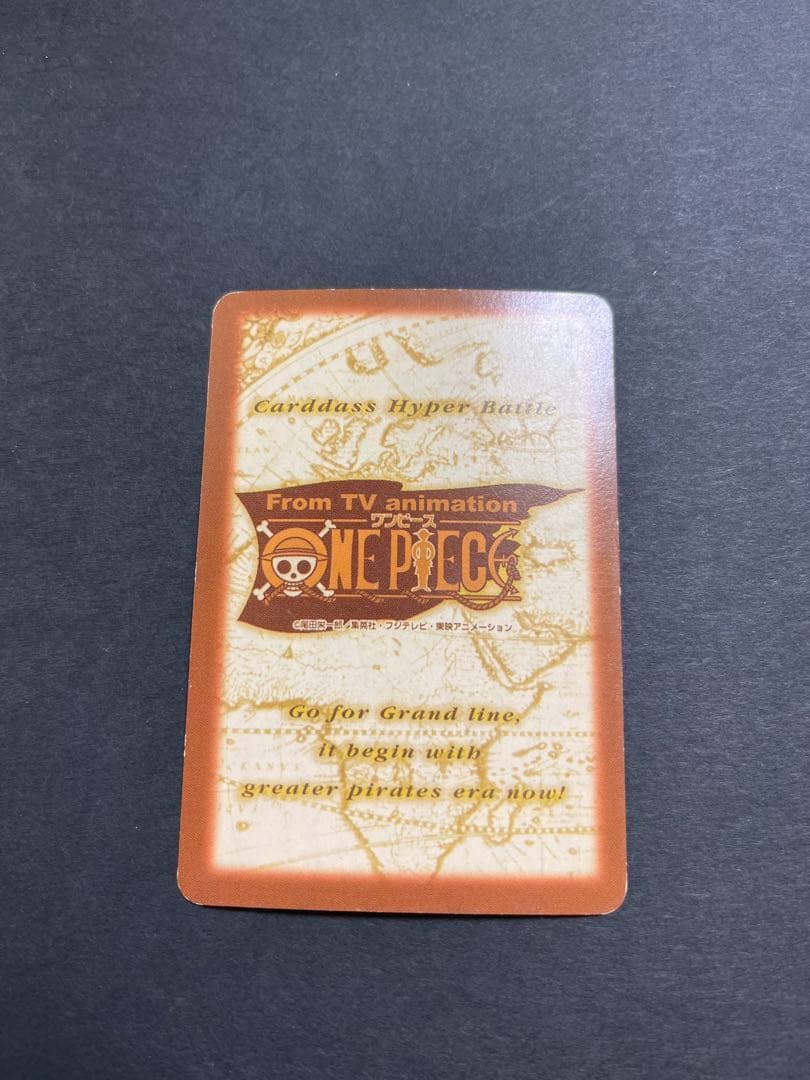 Carddass Hyper Battle
From TV animation
ワンピース
ONE PIECE
©尾田栄一郎／集英社・フジテレビ・東映アニメーション
Go for Grand line,
it begin with
greater pirates era now!